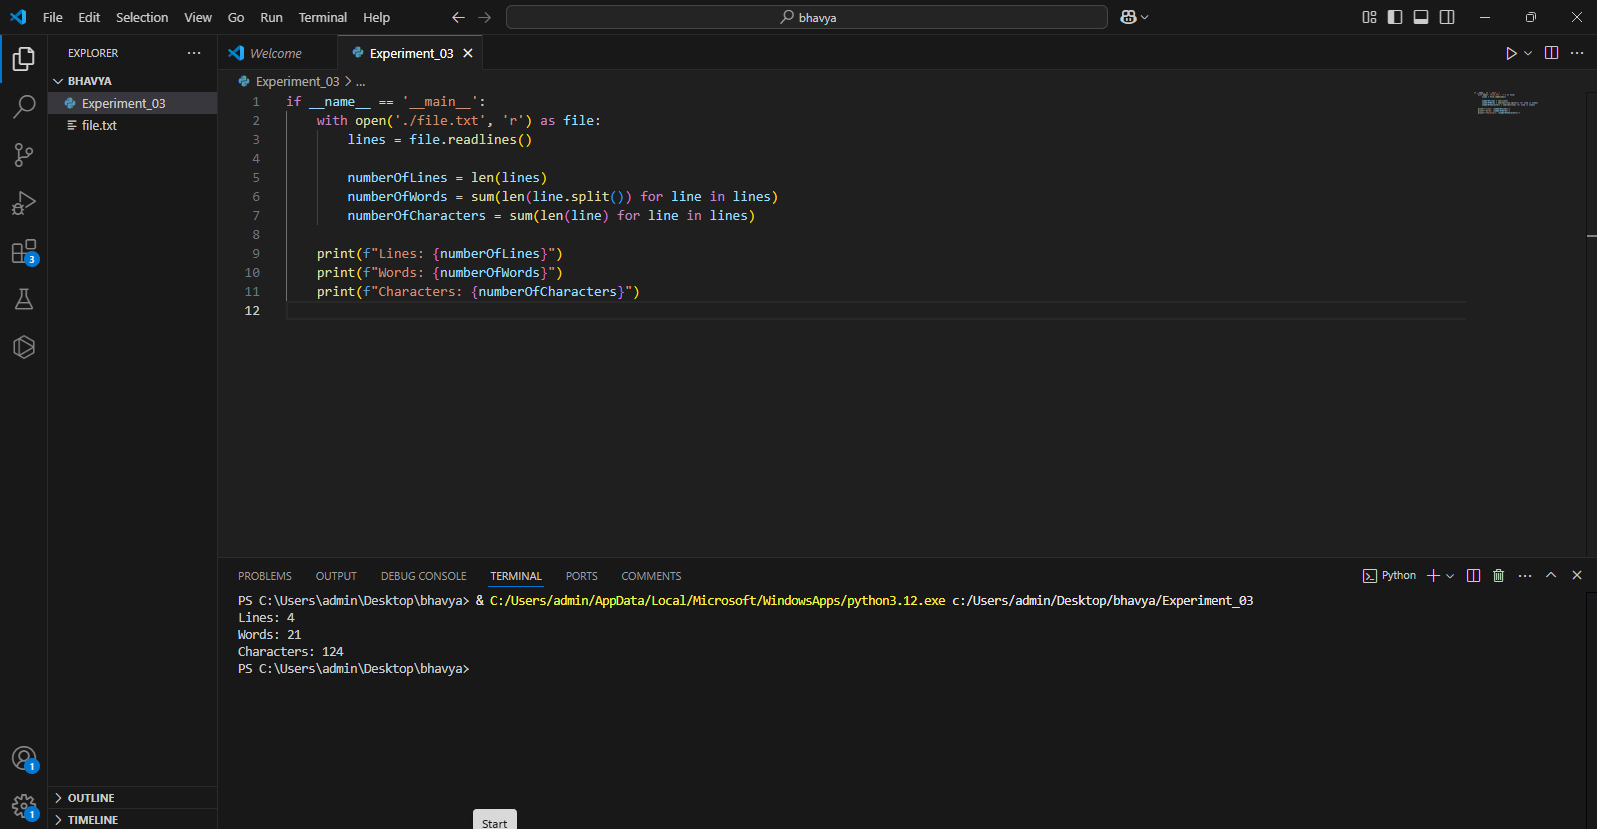 File Edit Selection View Go Run Terminal Help
bhavya
EXPLORER
BHAVYA
Experiment_03
file.txt
3
1
1
OUTLINE
TIMELINE
Welcome
Experiment_03
Experiment_03 > ...
1 if __name__ == '__main__':
2 with open('./file.txt', 'r') as file:
3 lines = file.readlines()
4
5 numberOfLines = len(lines)
6 numberOfWords = sum(len(line.split()) for line in lines)
7 numberOfCharacters = sum(len(line) for line in lines)
8
9 print(f"Lines: {numberOfLines}")
10 print(f"Words: {numberOfWords}")
11 print(f"Characters: {numberOfCharacters}")
12
PROBLEMS OUTPUT DEBUG CONSOLE TERMINAL PORTS COMMENTS
Python
PS C:\Users\admin\Desktop\bhavya> & C:/Users/admin/AppData/Local/Microsoft/WindowsApps/python3.12.exe c:/Users/admin/Desktop/bhavya/Experiment_03
Lines: 4
Words: 21
Characters: 124
PS C:\Users\admin\Desktop\bhavya>
Start